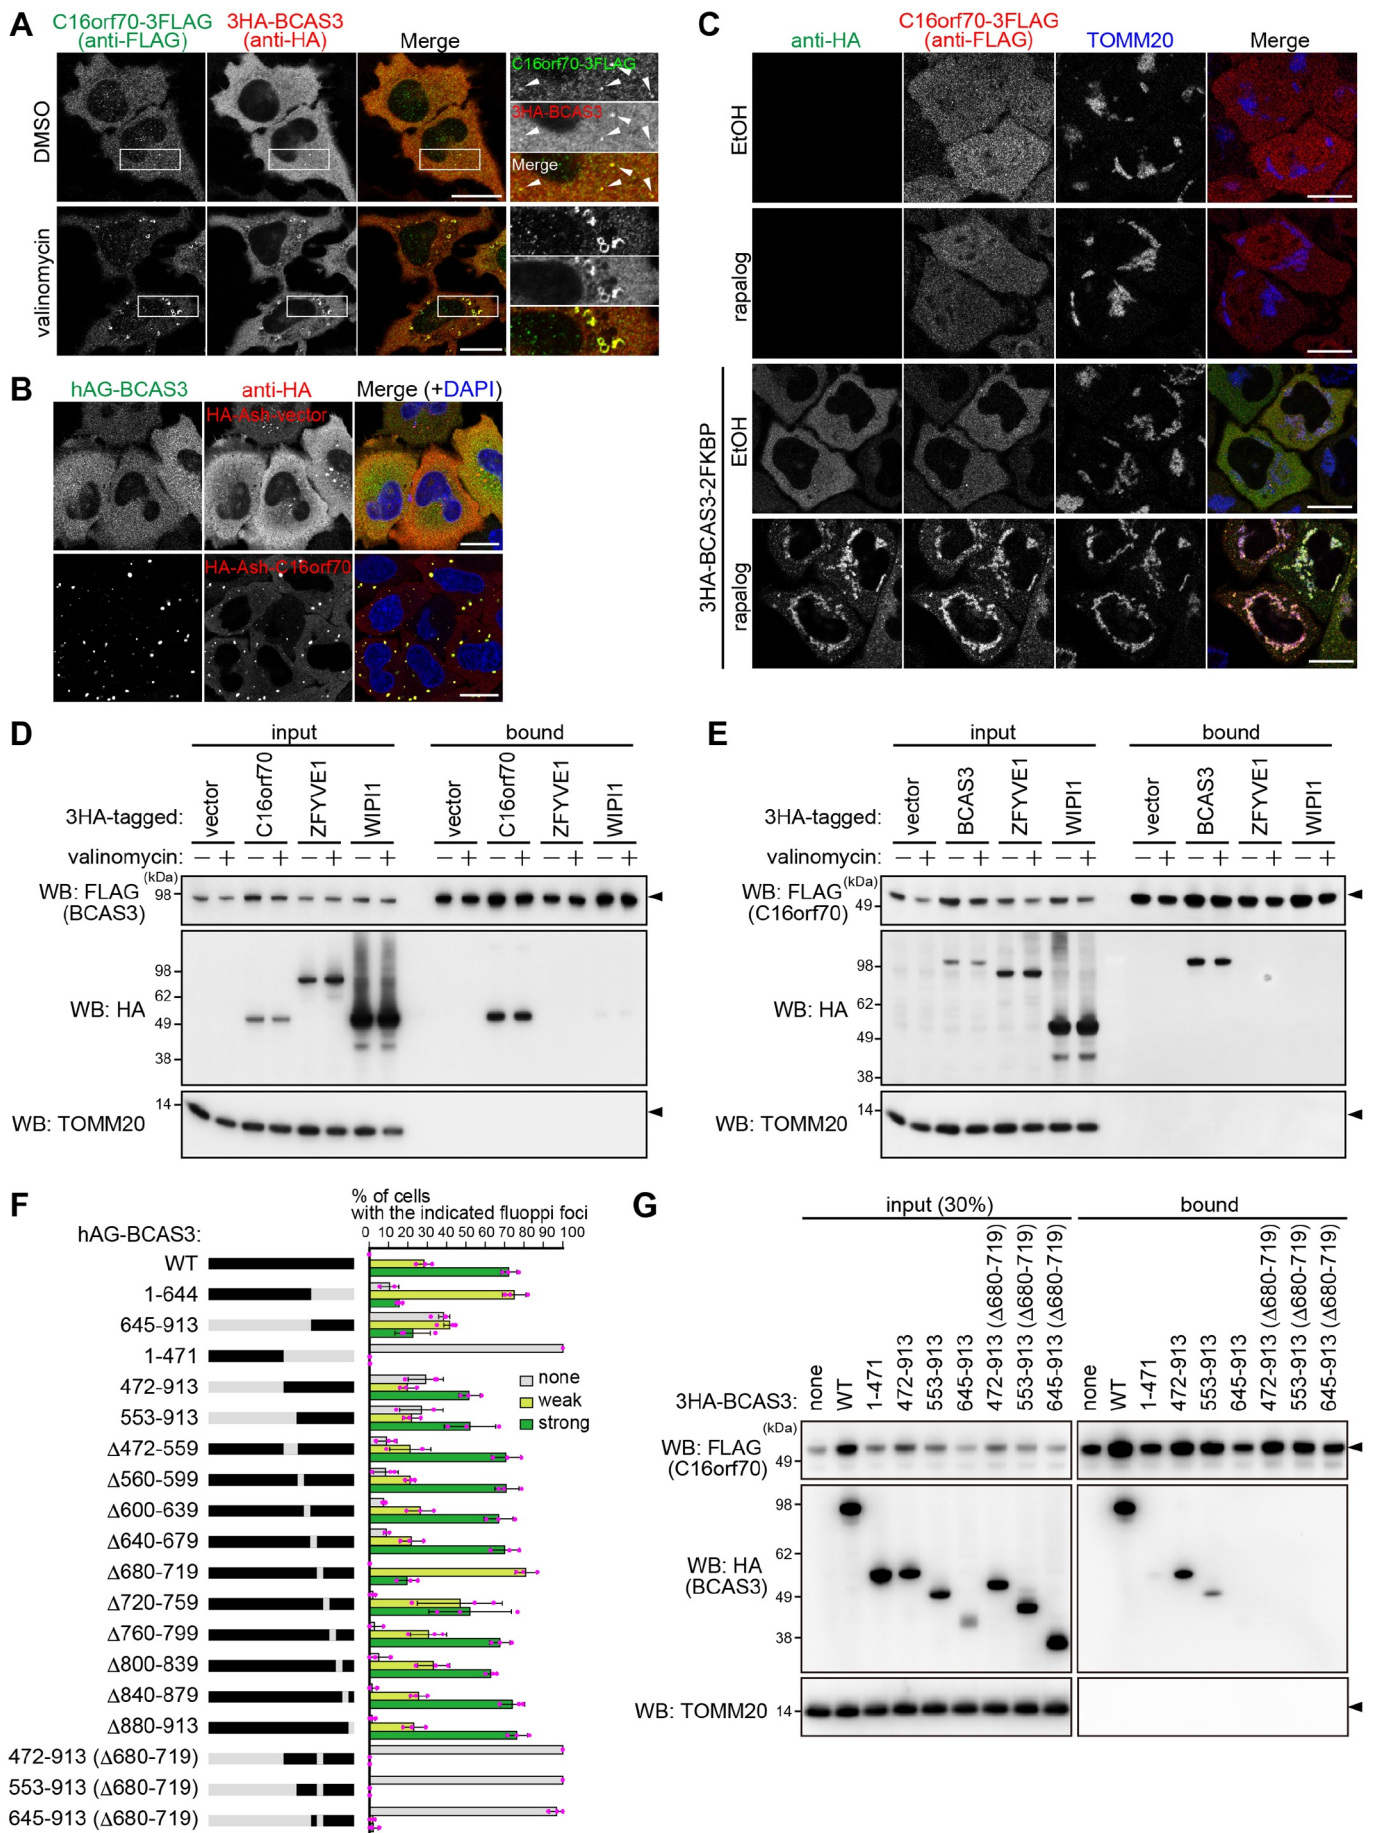 A
C16orf70-3FLAG 3HA-BCAS3
(anti-FLAG) (anti-HA) Merge
DMSO
C16orf70-3FLAG
3HA-BCAS3
Merge
valinomycin
B
hAG-BCAS3 anti-HA Merge (+DAPI)
HA-Ash-vector
HA-Ash-C16orf70
C
C16orf70-3FLAG
anti-HA (anti-FLAG) TOMM20 Merge
EtOH
rapalog
3HA-BCAS3-2FKBP
EtOH
rapalog
D
input bound
3HA-tagged: vector C16orf70 ZFYVE1 WIPI1 vector C16orf70 ZFYVE1 WIPI1
valinomycin: — + — + — + — + — + — + — + — +
(kDa)
WB: FLAG 98
(BCAS3)
98
62
WB: HA
49
38
14
WB: TOMM20
E
input bound
3HA-tagged: vector BCAS3 ZFYVE1 WIPI1 vector BCAS3 ZFYVE1 WIPI1
valinomycin: — + — + — + — + — + — + — + — +
(kDa)
WB: FLAG
(C16orf70) 49
98
62
WB: HA
49
38
14
WB: TOMM20
F
% of cells
with the indicated fluoppi foci
hAG-BCAS3: 0 10 20 30 40 50 60 70 80 90 100
WT
1-644
645-913
1-471
472-913
553-913
Δ472-559
Δ560-599
Δ600-639
Δ640-679
Δ680-719
Δ720-759
Δ760-799
Δ800-839
Δ840-879
Δ880-913
472-913 (Δ680-719)
553-913 (Δ680-719)
645-913 (Δ680-719)
none
weak
strong
G
input (30%) bound
3HA-BCAS3: none WT 1-471 472-913 553-913 645-913 472-913 (Δ680-719) 553-913 (Δ680-719) 645-913 (Δ680-719) none WT 1-471 472-913 553-913 645-913 472-913 (Δ680-719) 553-913 (Δ680-719) 645-913 (Δ680-719)
(kDa)
WB: FLAG
(C16orf70) 49
98
62
WB: HA
(BCAS3) 49
38
WB: TOMM20 14